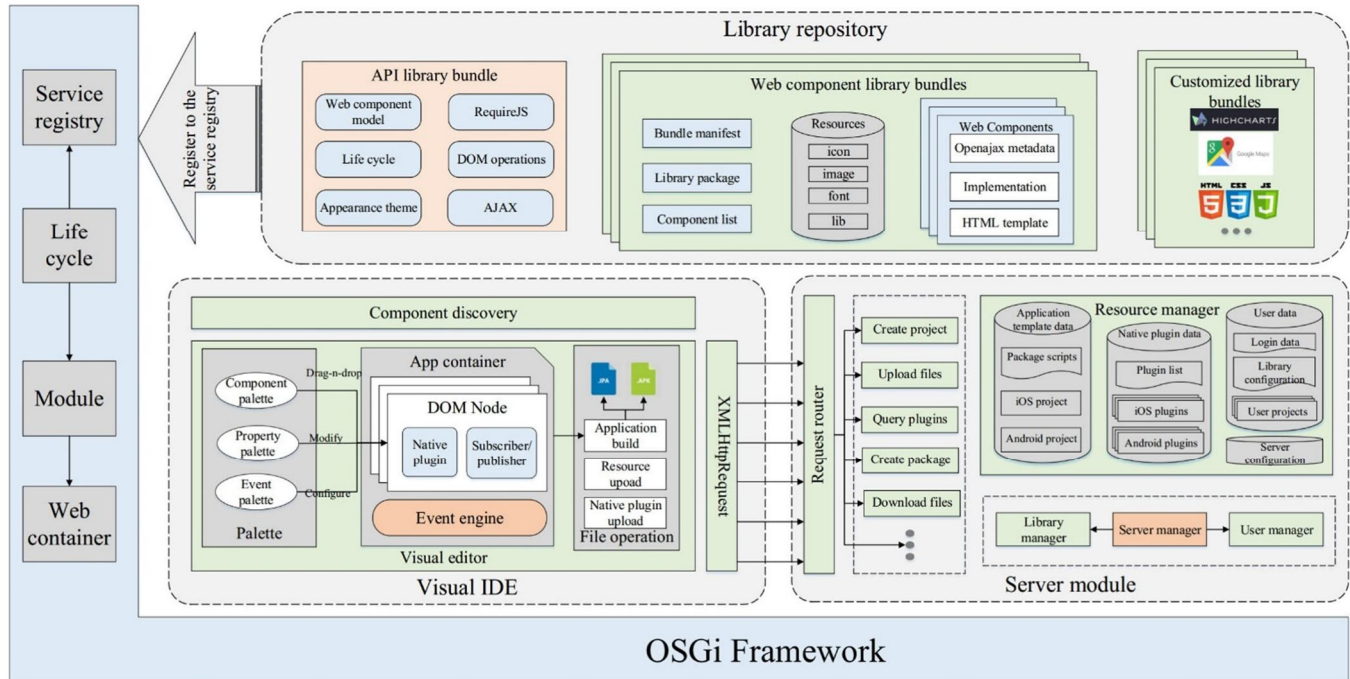 Library repository
Service
registry
Life
cycle
Module
Web
container
Register to the
service registry
API library bundle
Web component
model
RequireJS
Life cycle
DOM operations
Appearance theme
AJAX
Web component library bundles
Bundle manifest
Library package
Component list
Resources
icon
image
font
lib
Web Components
Openajax metadata
Implementation
HTML template
Customized library
bundles
HIGHCHARTS
Google Maps
HTML
CSS
JS
5
3
J
Component discovery
Component
palette
Property
palette
Event
palette
Palette
Drag-n-drop
Modify
Configure
App container
DOM Node
Native
plugin
Subscriber/
publisher
Event engine
.IPA
.APK
Application
build
Resource
upoad
Native plugin
upload
File operation
Visual editor
Visual IDE
XMLHttpRequest
Request router
Create project
Upload files
Query plugins
Create package
Download files
Resource manager
Application
template data
Package scripts
iOS project
Android project
Native plugin data
Plugin list
iOS plugins
Android plugins
User data
Login data
Library
configuration
User projects
Server
configuration
Library
manager
Server manager
User manager
Server module
OSGi Framework